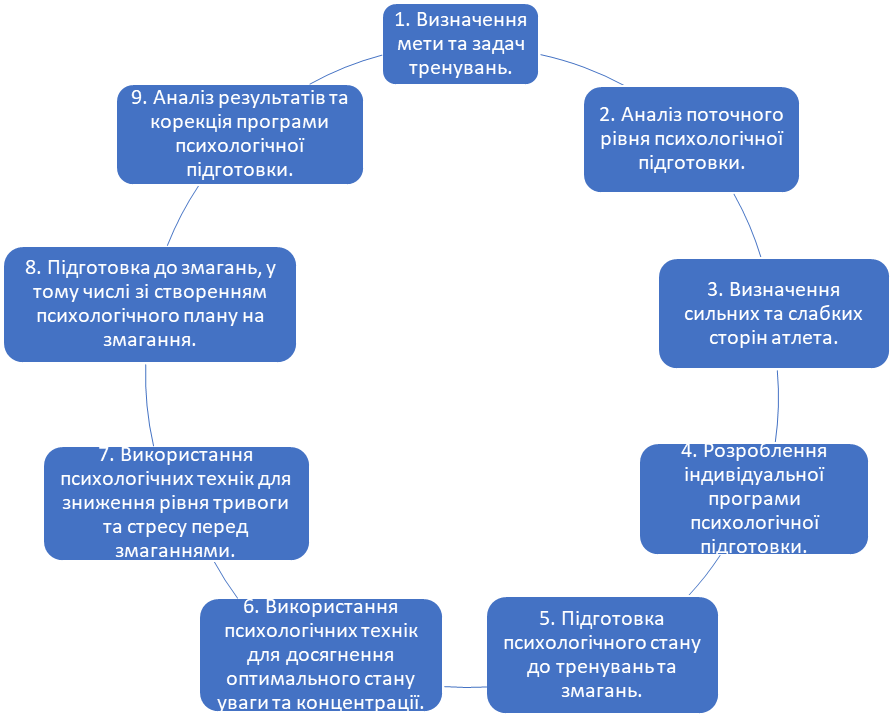 1. Визначення
мети та задач
тренувань.
2. Аналіз поточного
рівня психологічної
підготовки.
3. Визначення
сильних та слабких
сторін атлета.
4. Розроблення
індивідуальної
програми
психологічної
підготовки.
5. Підготовка
психологічного стану
до тренувань та
змагань.
6. Використання
психологічних технік
для досягнення
оптимального стану
уваги та концентрації.
7. Використання
психологічних технік для
зниження рівня тривоги
та стресу перед
змаганнями.
8. Підготовка до змагань, у
тому числі зі створенням
психологічного плану на
змагання.
9. Аналіз результатів та
корекція програми
психологічної
підготовки.